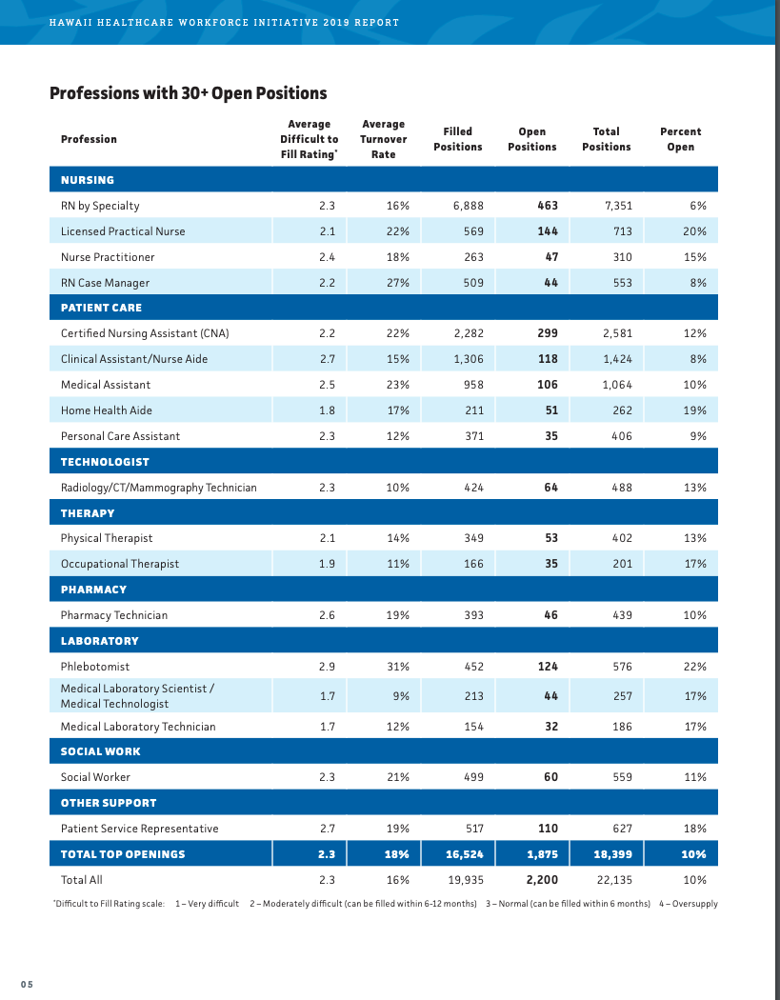 HAWAII HEALTHCARE WORKFORCE INITIATIVE 2019 REPORT
Professions with 30+ Open Positions
Profession Average Difficult to Fill Rating* Average Turnover Rate Filled Positions Open Positions Total Positions Percent Open
NURSING
RN by Specialty 2.3 16% 6,888 463 7,351 6%
Licensed Practical Nurse 2.1 22% 569 144 713 20%
Nurse Practitioner 2.4 18% 263 47 310 15%
RN Case Manager 2.2 27% 509 44 553 8%
PATIENT CARE
Certified Nursing Assistant (CNA) 2.2 22% 2,282 299 2,581 12%
Clinical Assistant/Nurse Aide 2.7 15% 1,306 118 1,424 8%
Medical Assistant 2.5 23% 958 106 1,064 10%
Home Health Aide 1.8 17% 211 51 262 19%
Personal Care Assistant 2.3 12% 371 35 406 9%
TECHNOLOGIST
Radiology/CT/Mammography Technician 2.3 10% 424 64 488 13%
THERAPY
Physical Therapist 2.1 14% 349 53 402 13%
Occupational Therapist 1.9 11% 166 35 201 17%
PHARMACY
Pharmacy Technician 2.6 19% 393 46 439 10%
LABORATORY
Phlebotomist 2.9 31% 452 124 576 22%
Medical Laboratory Scientist /
Medical Technologist 1.7 9% 213 44 257 17%
Medical Laboratory Technician 1.7 12% 154 32 186 17%
SOCIAL WORK
Social Worker 2.3 21% 499 60 559 11%
OTHER SUPPORT
Patient Service Representative 2.7 19% 517 110 627 18%
TOTAL TOP OPENINGS 2.3 18% 16,524 1,875 18,399 10%
Total All 2.3 16% 19,935 2,200 22,135 10%
*Difficult to Fill Rating scale: 1 – Very difficult 2 – Moderately difficult (can be filled within 6-12 months) 3 – Normal (can be filled within 6 months) 4 – Oversupply
05